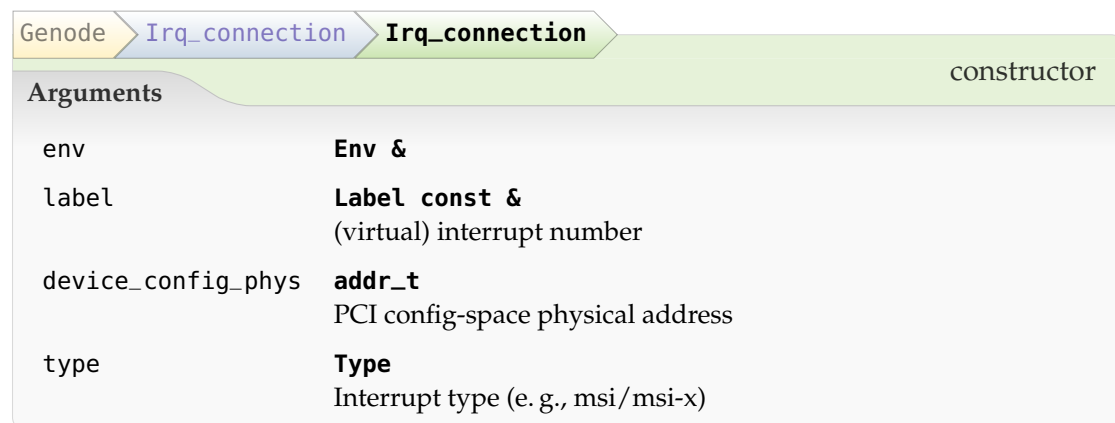 Genode Irq_connection Irq_connection
constructor
Arguments
env Env &
label Label const &
(virtual) interrupt number
device_config_phys addr_t
PCI config-space physical address
type Type
Interrupt type (e. g., msi/msi-x)